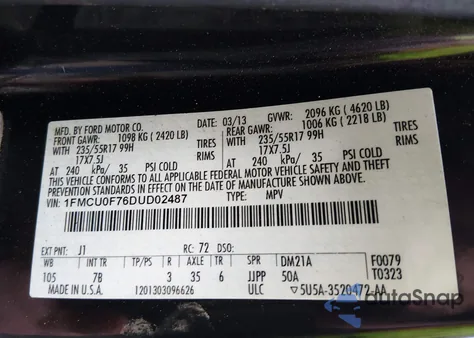 MFD. BY FORD MOTOR CO.
03/13 GVWR: 2096 KG ( 4620 LB)
FRONT GAWR: 1098 KG ( 2420 LB) REAR GAWR: 1006 KG ( 2218 LB)
WITH 235/55R17 99H TIRES WITH 235/55R17 99H TIRES
17X7.5J RIMS 17X7.5J RIMS
AT 240 kPa/ 35 PSI COLD AT 240 kPa/ 35 PSI COLD
THIS VEHICLE CONFORMS TO ALL APPLICABLE FEDERAL MOTOR VEHICLE SAFETY, BUMPER, AND THEFT
PREVENTION STANDARDS IN EFFECT ON THE DATE OF MANUFACTURE SHOWN ABOVE.
VIN: 1FMCU0F76DUD02487 TYPE: MPV
F0079
T0323
EXT PNT: J1 RC: 72 DSO:
WB BRK INT TR TP/PS R AXLE TR SPR DM21A
105 7B 3 35 6 JJPP 50A
MADE IN U.S.A. 1201303096626 ULC 5U5A-3520472-AA
autoSnap